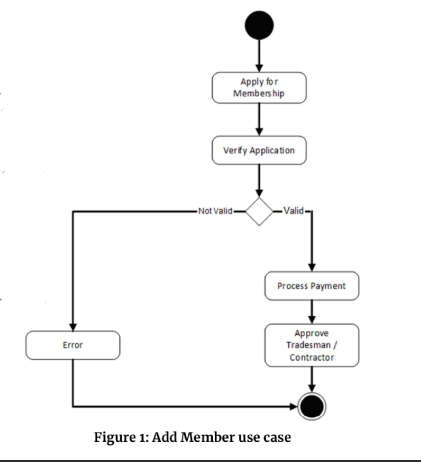 Apply for
Membership
Verify Application
Not Valid
Valid
Process Payment
Error
Approve
Tradesman /
Contractor
Figure 1: Add Member use case